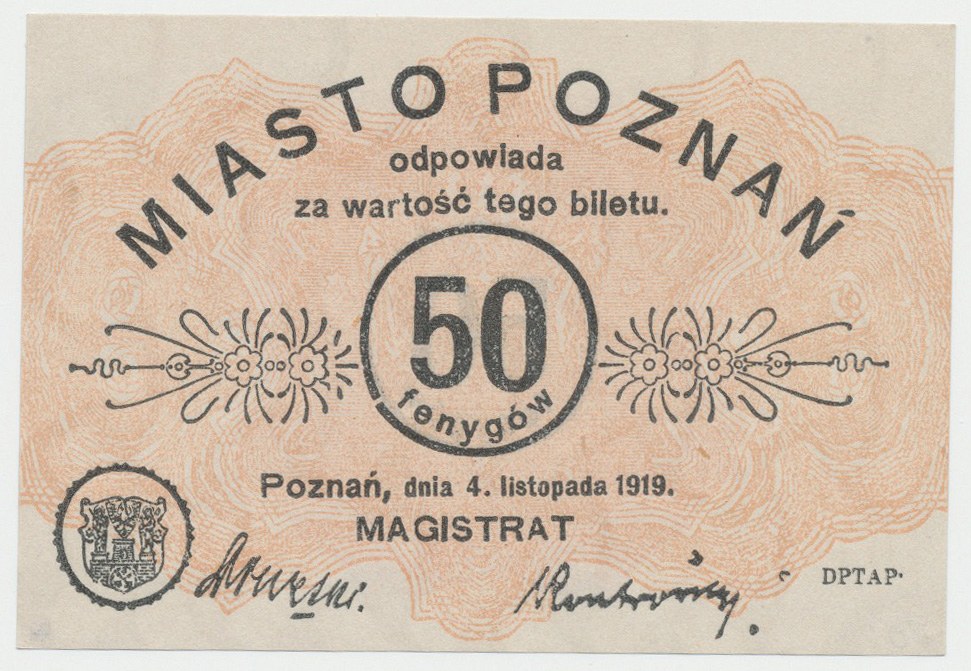 MIASTO POZNAŃ
odpowiada
za wartość tego biletu.
50
fenygów
Poznań, dnia 4. listopada 1919.
MAGISTRAT
DPTAP.